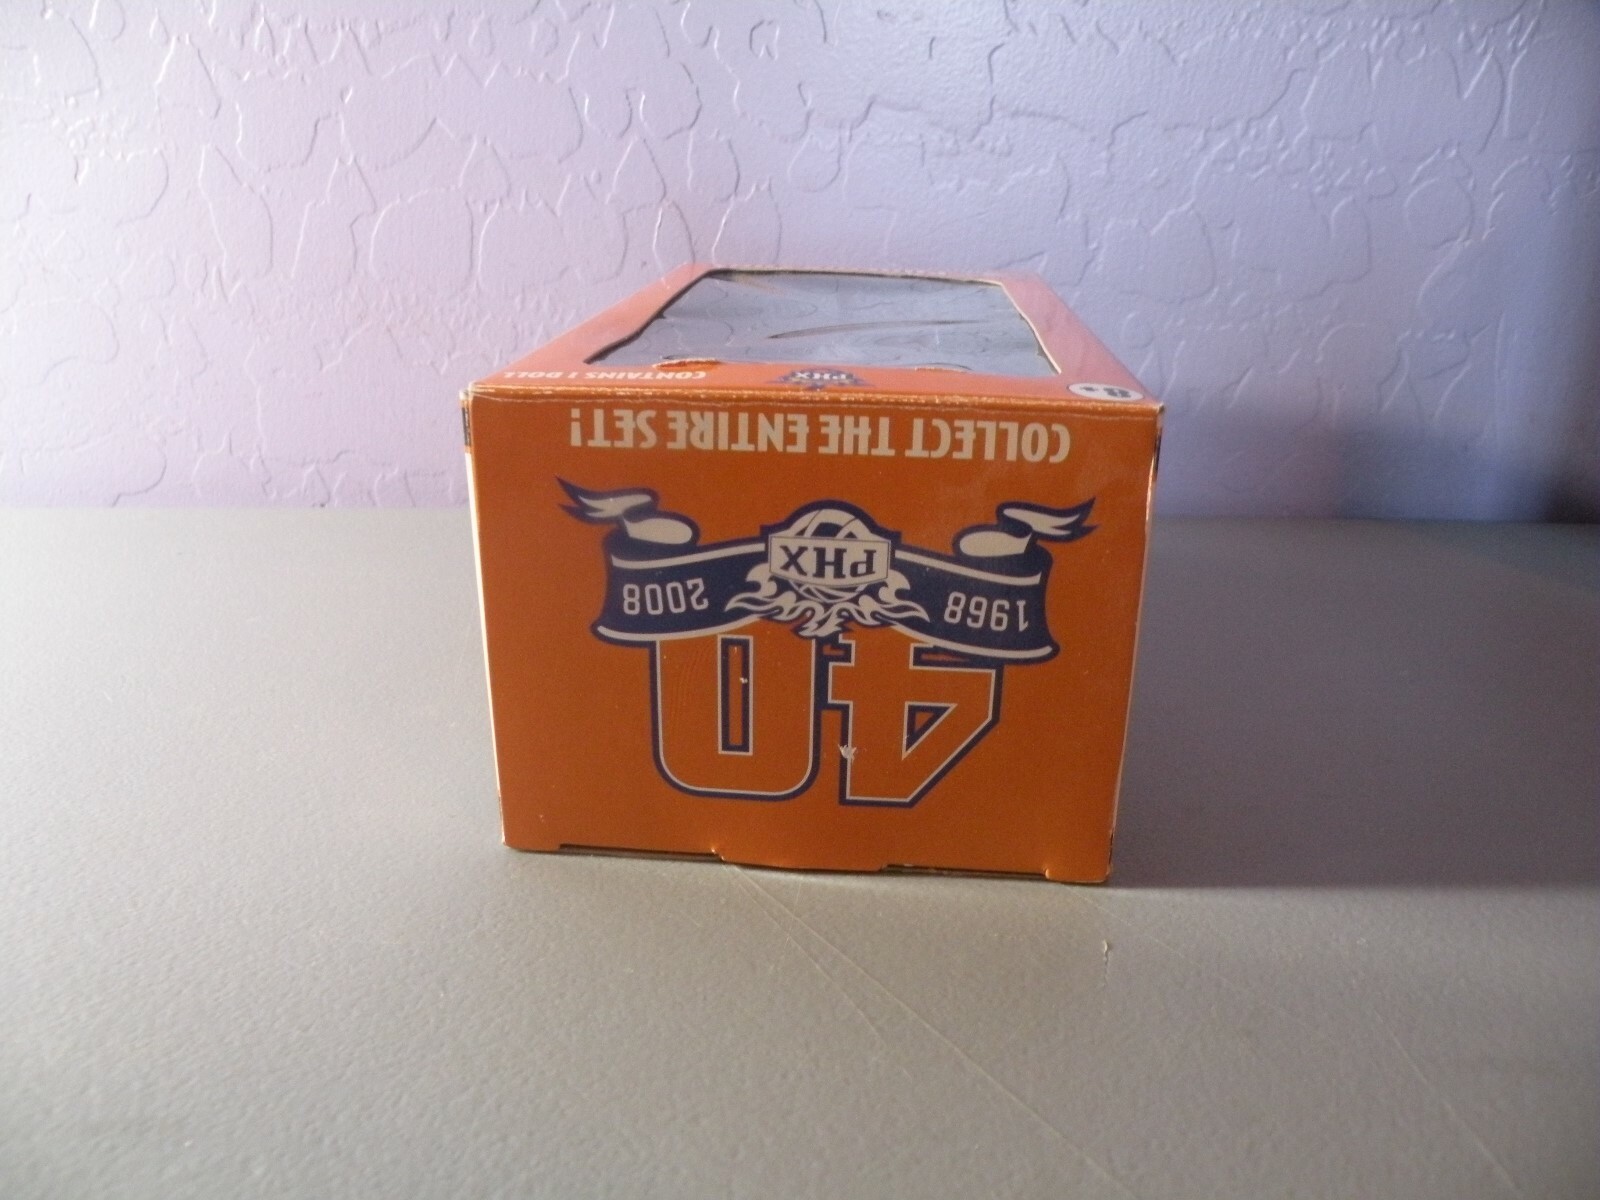 CONTAINS 1 DOLL
PHX
8+
40
1968 PHX 2008
COLLECT THE ENTIRE SET!